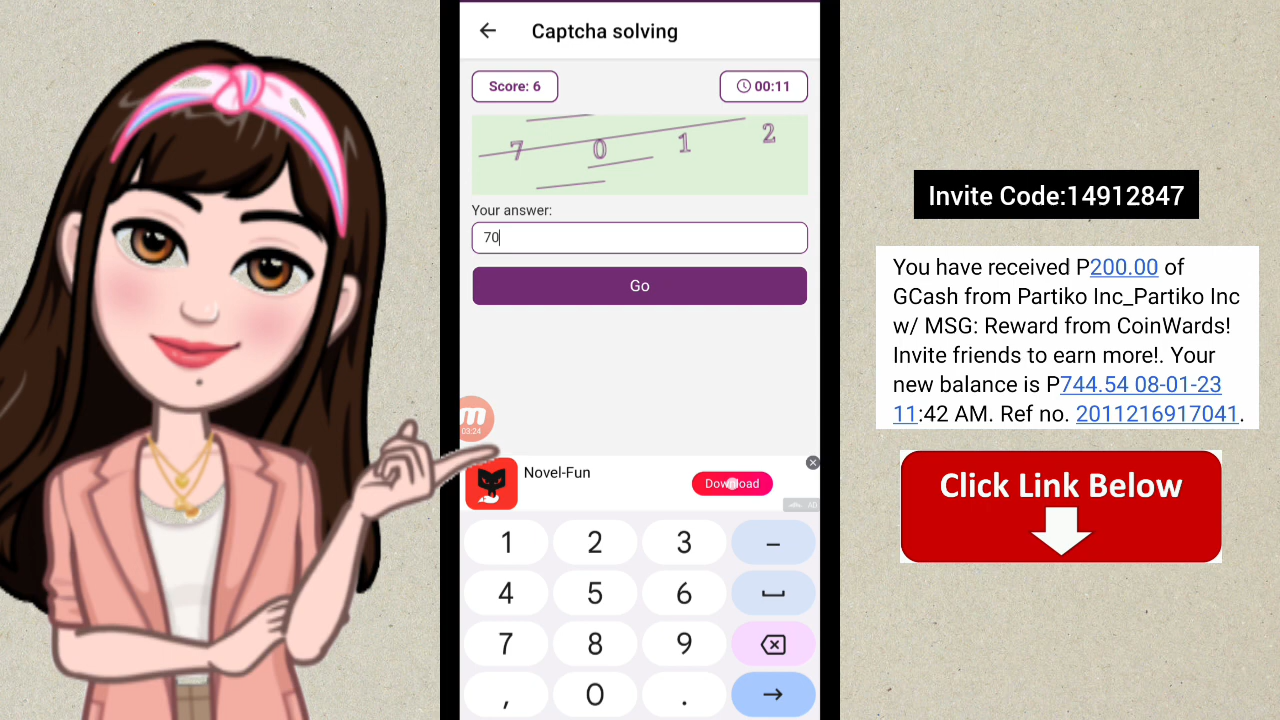 Captcha solving
Score: 6
00:11
7 0 1 2
Your answer:
70
Go
m
03:24
Novel-Fun
Download
AD
1 2 3 –
4 5 6
7 8 9
, 0 . →
Invite Code:14912847
You have received P200.00 of
GCash from Partiko Inc_Partiko Inc
w/ MSG: Reward from CoinWards!
Invite friends to earn more!. Your
new balance is P744.54 08-01-23
11:42 AM. Ref no. 2011216917041.
Click Link Below